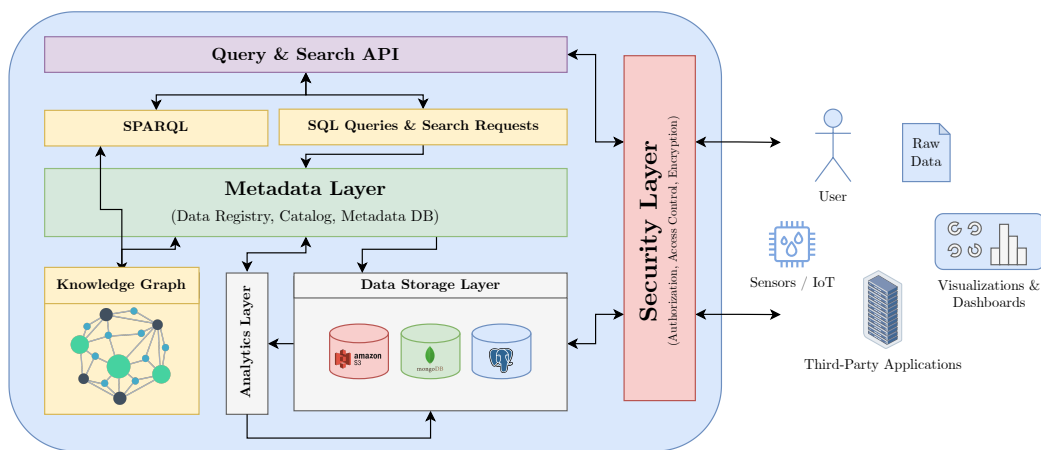 Query & Search API
SPARQL
SQL Queries & Search Requests
Metadata Layer
(Data Registry, Catalog, Metadata DB)
Knowledge Graph
Analytics Layer
Data Storage Layer
amazon
S3
mongoDB
Security Layer
(Authorization, Access Control, Encryption)
User
Raw
Data
Sensors / IoT
Visualizations &
Dashboards
Third-Party Applications